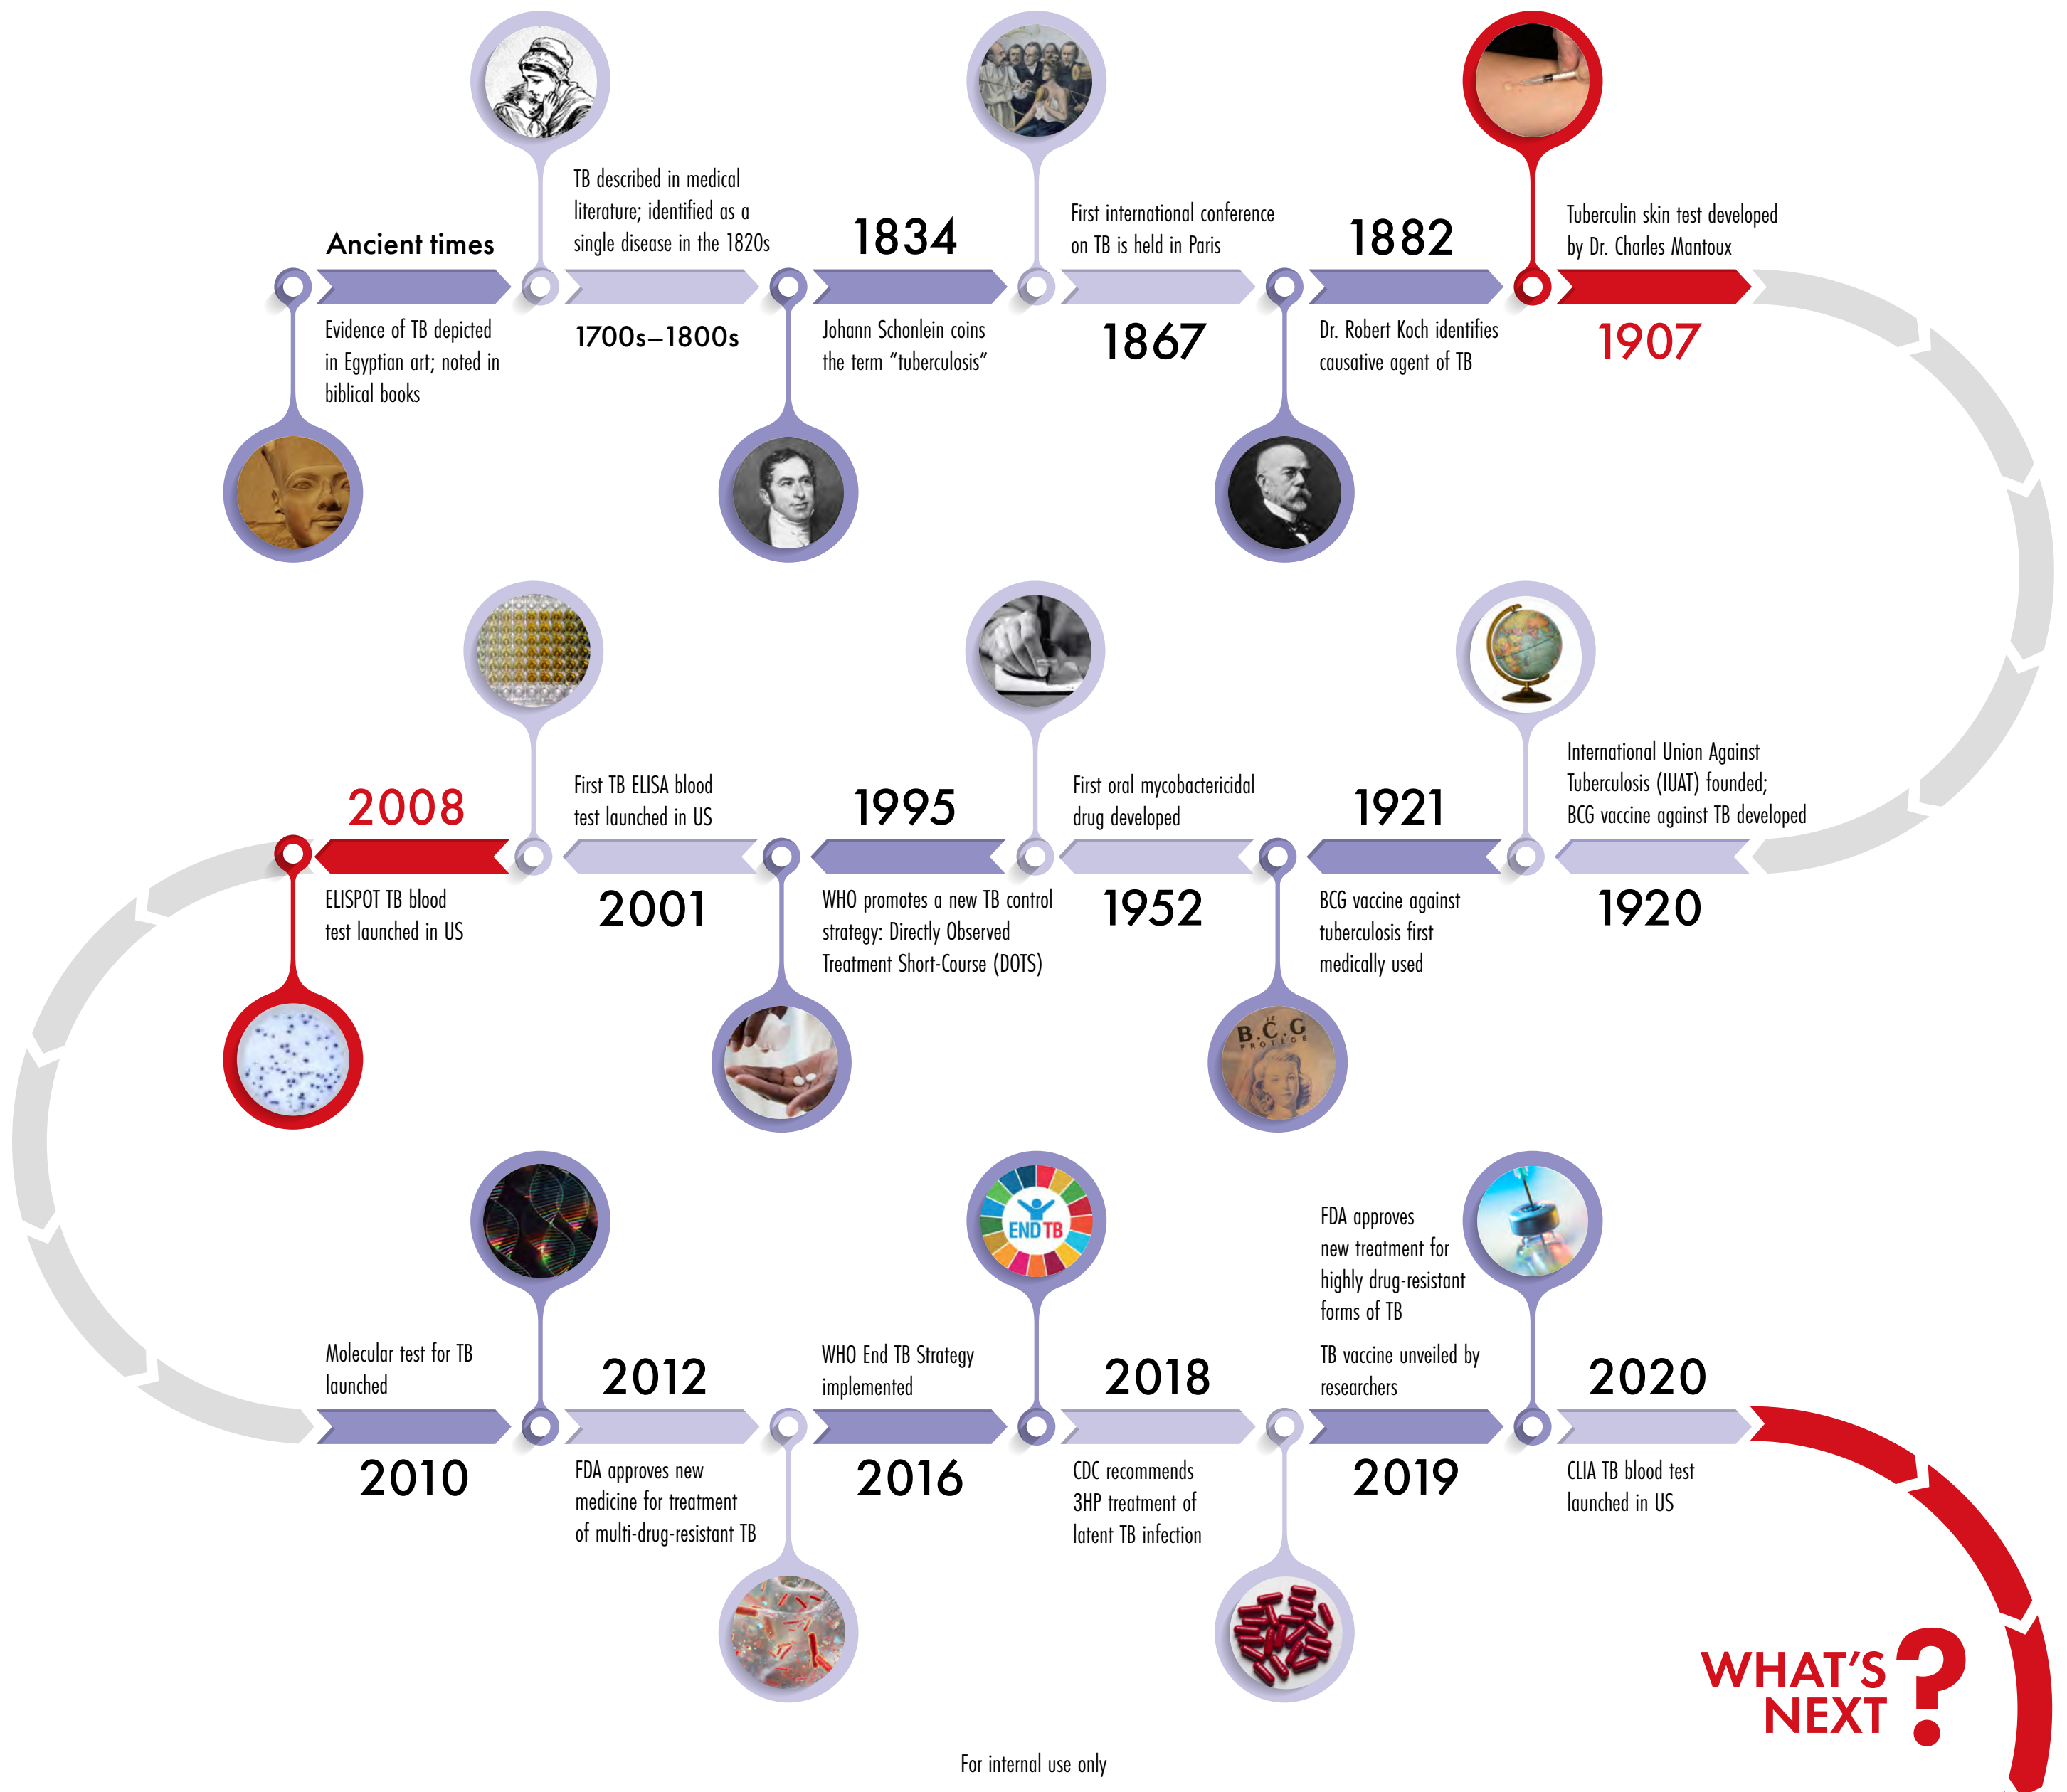 Ancient times
Evidence of TB depicted
in Egyptian art; noted in
biblical books
TB described in medical
literature; identified as a
single disease in the 1820s
1700s–1800s
1834
Johann Schonlein coins
the term “tuberculosis”
First international conference
on TB is held in Paris
1867
1882
Dr. Robert Koch identifies
causative agent of TB
Tuberculin skin test developed
by Dr. Charles Mantoux
1907
International Union Against
Tuberculosis (IUAT) founded;
BCG vaccine against TB developed
1920
1921
BCG vaccine against
tuberculosis first
medically used
B.C.G
PROTÈGE
First oral mycobactericidal
drug developed
1952
1995
WHO promotes a new TB control
strategy: Directly Observed
Treatment Short-Course (DOTS)
First TB ELISA blood
test launched in US
2001
2008
ELISPOT TB blood
test launched in US
Molecular test for TB
launched
2010
2012
FDA approves new
medicine for treatment
of multi-drug-resistant TB
WHO End TB Strategy
implemented
2016
END TB
2018
CDC recommends
3HP treatment of
latent TB infection
FDA approves
new treatment for
highly drug-resistant
forms of TB
TB vaccine unveiled by
researchers
2019
2020
CLIA TB blood test
launched in US
WHAT’S
NEXT ?
For internal use only